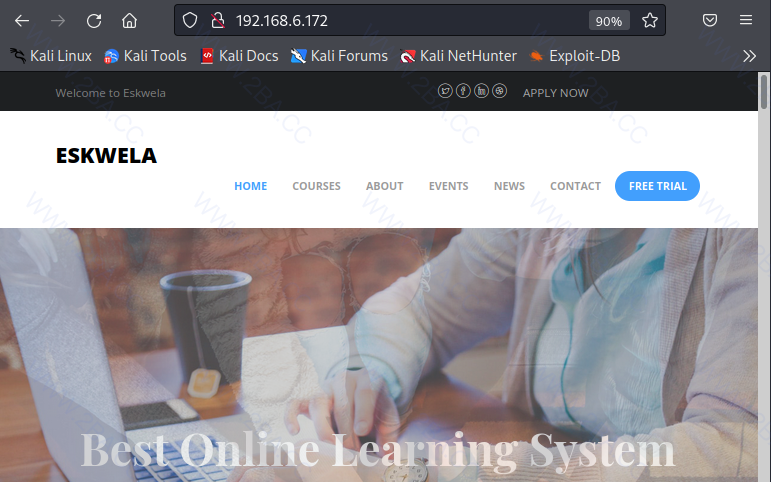 192.168.6.172
90%
Kali Linux Kali Tools Kali Docs Kali Forums Kali NetHunter Exploit-DB
Welcome to Eskwela APPLY NOW
ESKWELA
HOME COURSES ABOUT EVENTS NEWS CONTACT FREE TRIAL
Best Online Learning System